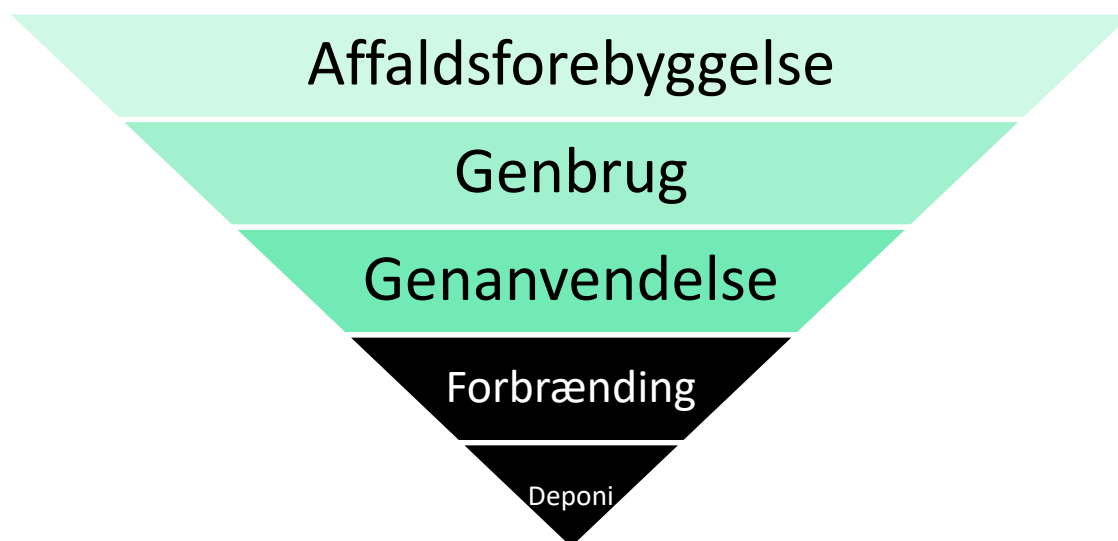 Affaldsforebyggelse
Genbrug
Genanvendelse
Forbrænding
Deponi